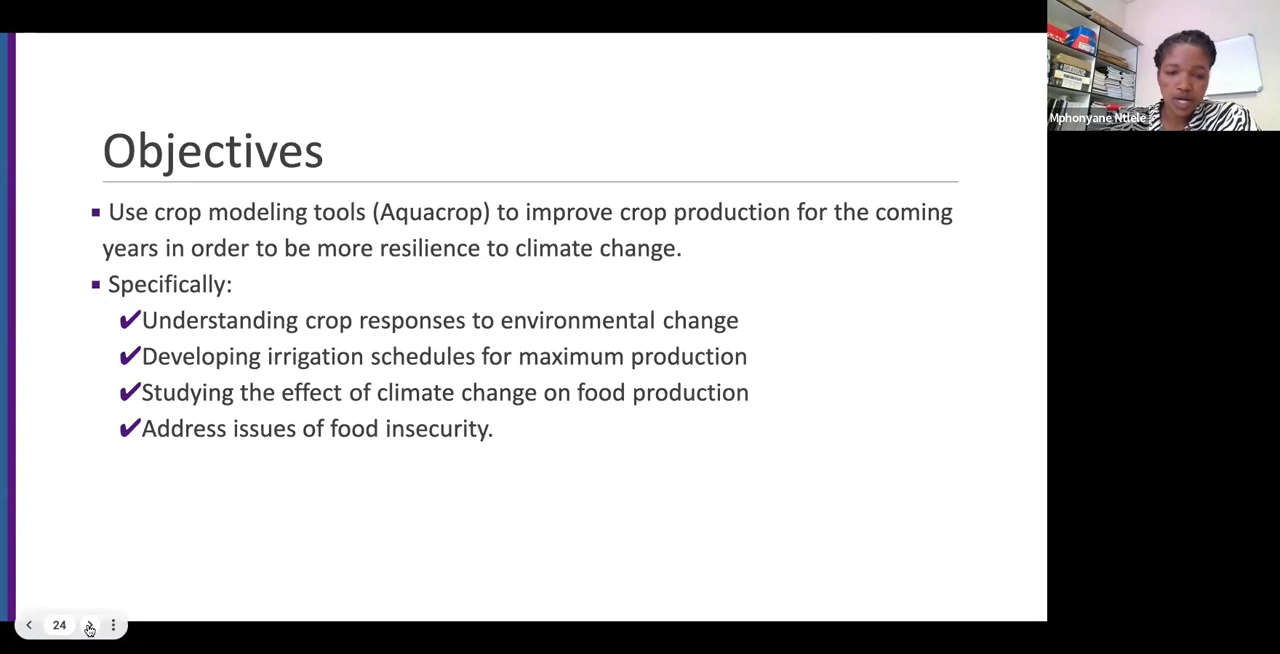 Objectives
Use crop modeling tools (Aquacrop) to improve crop production for the coming
years in order to be more resilience to climate change.
Specifically:
✔Understanding crop responses to environmental change
✔Developing irrigation schedules for maximum production
✔Studying the effect of climate change on food production
✔Address issues of food insecurity.
24
Mphonyane Ntlele